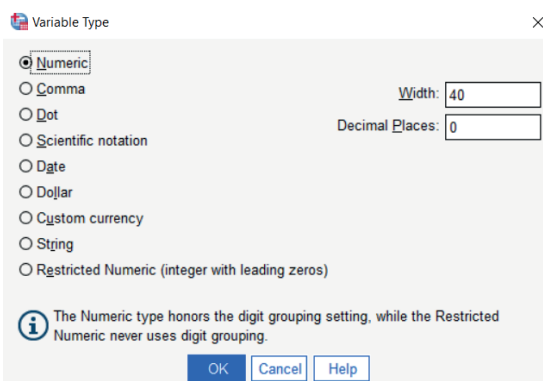 Variable Type
Numeric
Comma
Width: 40
Dot
Decimal Places: 0
Scientific notation
Date
Dollar
Custom currency
String
Restricted Numeric (integer with leading zeros)
The Numeric type honors the digit grouping setting, while the Restricted
Numeric never uses digit grouping.
OK Cancel Help